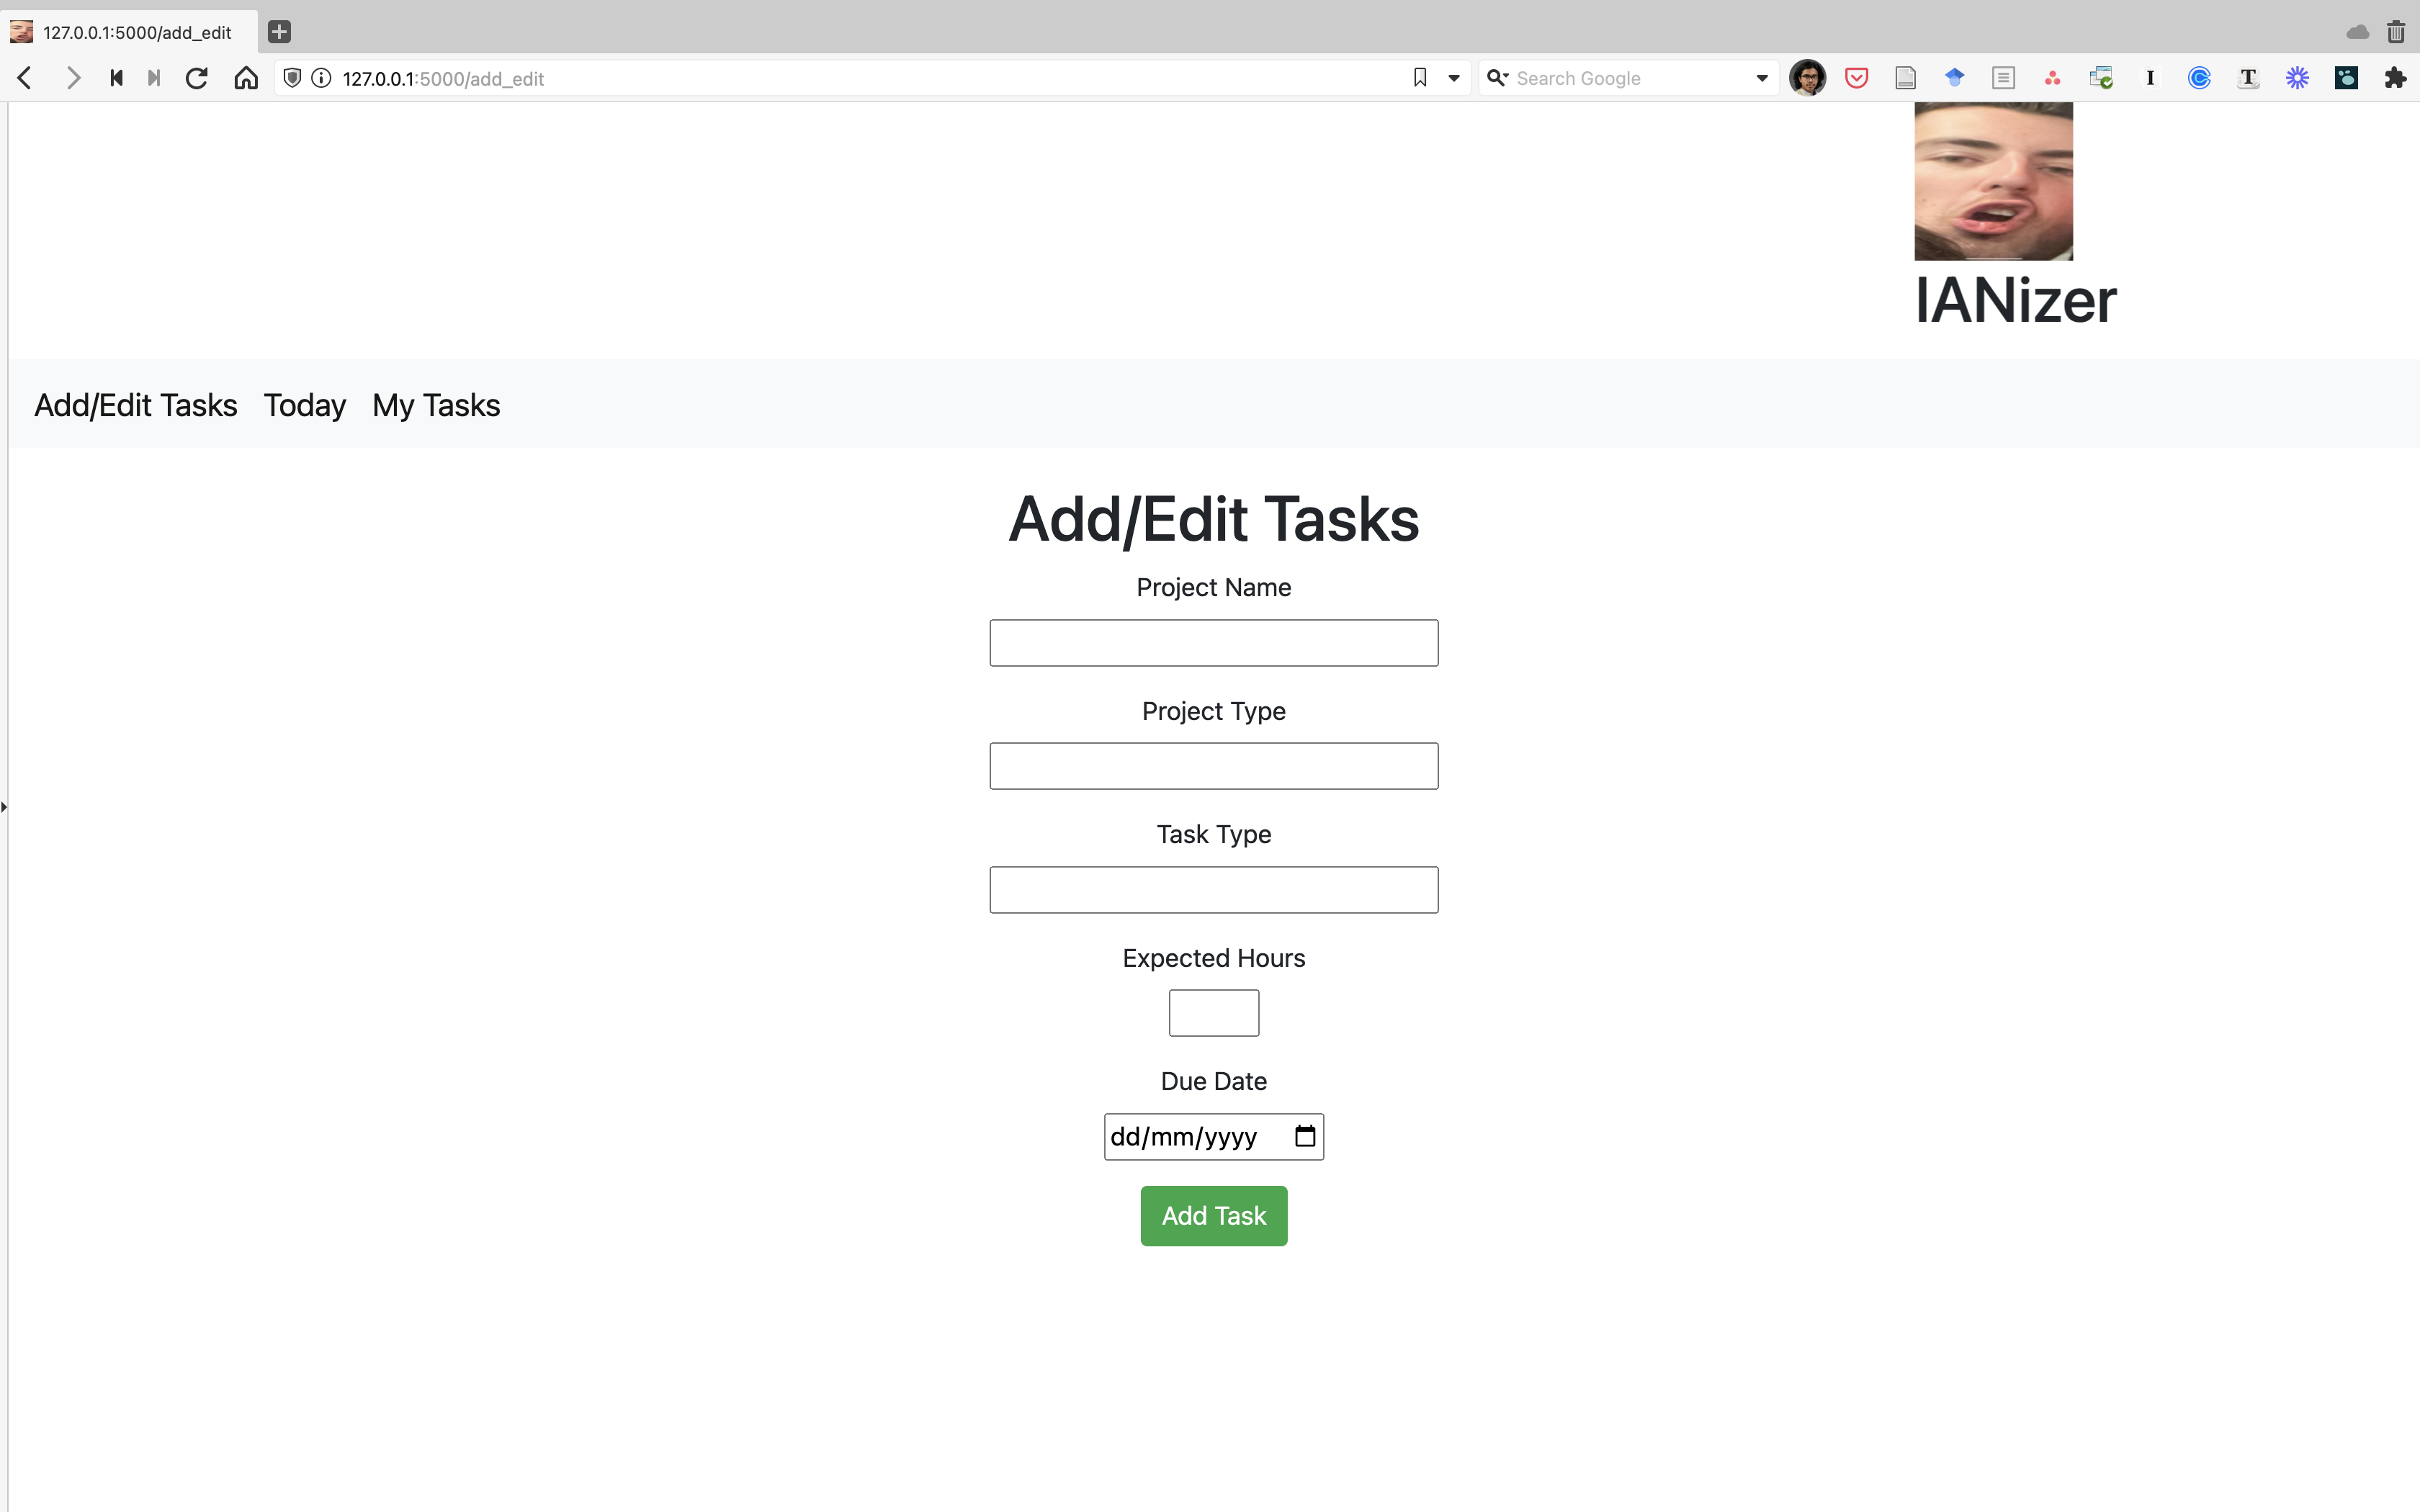 127.0.0.1:5000/add_edit
127.0.0.1:5000/add_edit
Search Google
IANizer
Add/Edit Tasks Today My Tasks
Add/Edit Tasks
Project Name
Project Type
Task Type
Expected Hours
Due Date
dd/mm/yyyy
Add Task